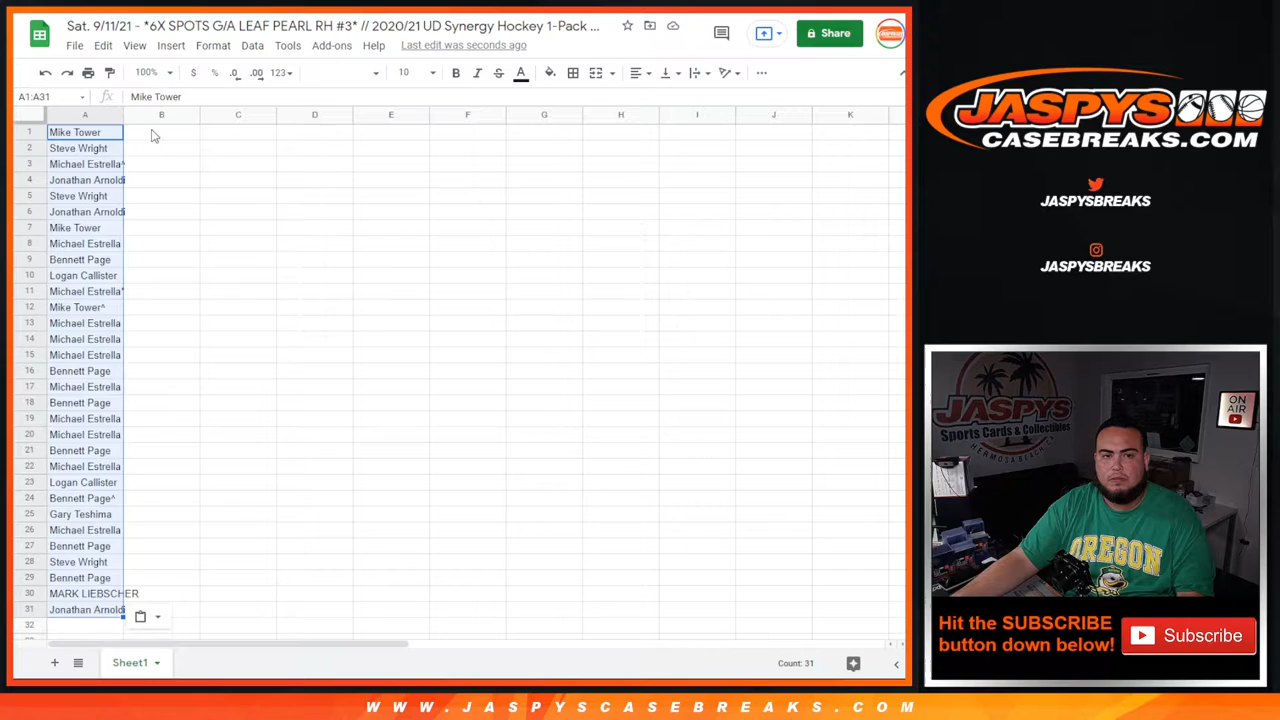 Sat. 9/11/21 - *6X SPOTS G/A LEAF PEARL RH #3* // 2020/21 UD Synergy Hockey 1-Pack ...
File Edit View Insert Format Data Tools Add-ons Help Last edit was seconds ago
Share
100% $ % .0 .00 123 10 B I S A
A1:A31 fx Mike Tower
A B C D E F G H I J K
1 Mike Tower
2 Steve Wright
3 Michael Estrella^
4 Jonathan Arnoldi
5 Steve Wright
6 Jonathan Arnoldi
7 Mike Tower
8 Michael Estrella
9 Bennett Page
10 Logan Callister
11 Michael Estrella^
12 Mike Tower^
13 Michael Estrella
14 Michael Estrella
15 Michael Estrella
16 Bennett Page
17 Michael Estrella
18 Bennett Page
19 Michael Estrella
20 Michael Estrella
21 Bennett Page
22 Michael Estrella
23 Logan Callister
24 Bennett Page^
25 Gary Teshima
26 Michael Estrella
27 Bennett Page
28 Steve Wright
29 Bennett Page
30 MARK LIEBSCHER
31 Jonathan Arnoldi
32
Sheet1
Count: 31
JASPYS
CASEBREAKS.COM
JASPYSBREAKS
JASPYSBREAKS
JASPYS
Sports Cards & Collectibles
HERMOSA BEACH
ON AIR
OREGON
Hit the SUBSCRIBE
button down below!
Subscribe
WWW.JASPYSCASEBREAKS.COM